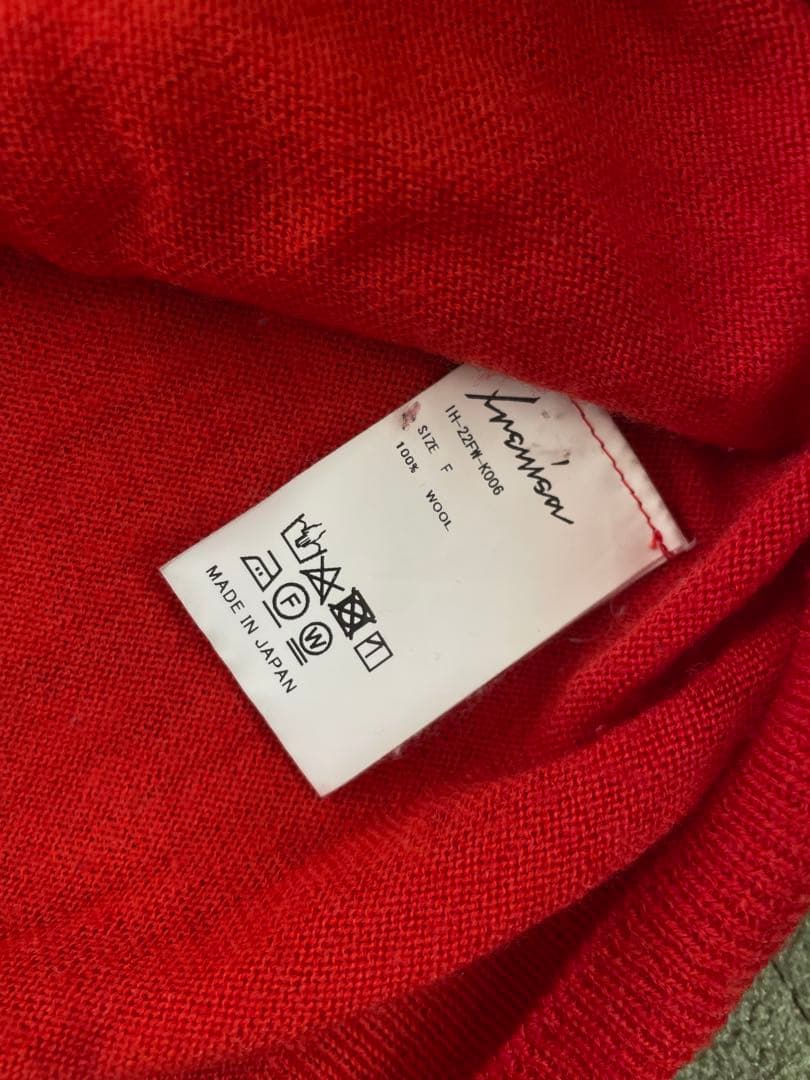 IH-22FW-K006
SIZE F
100% WOOL
F W
MADE IN JAPAN